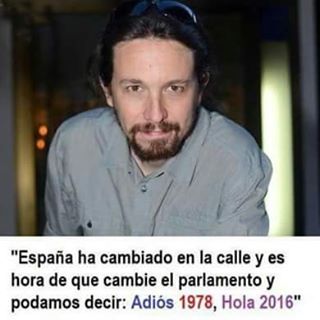 "España ha cambiado en la calle y es
hora de que cambie el parlamento y
podamos decir: Adiós 1978, Hola 2016"